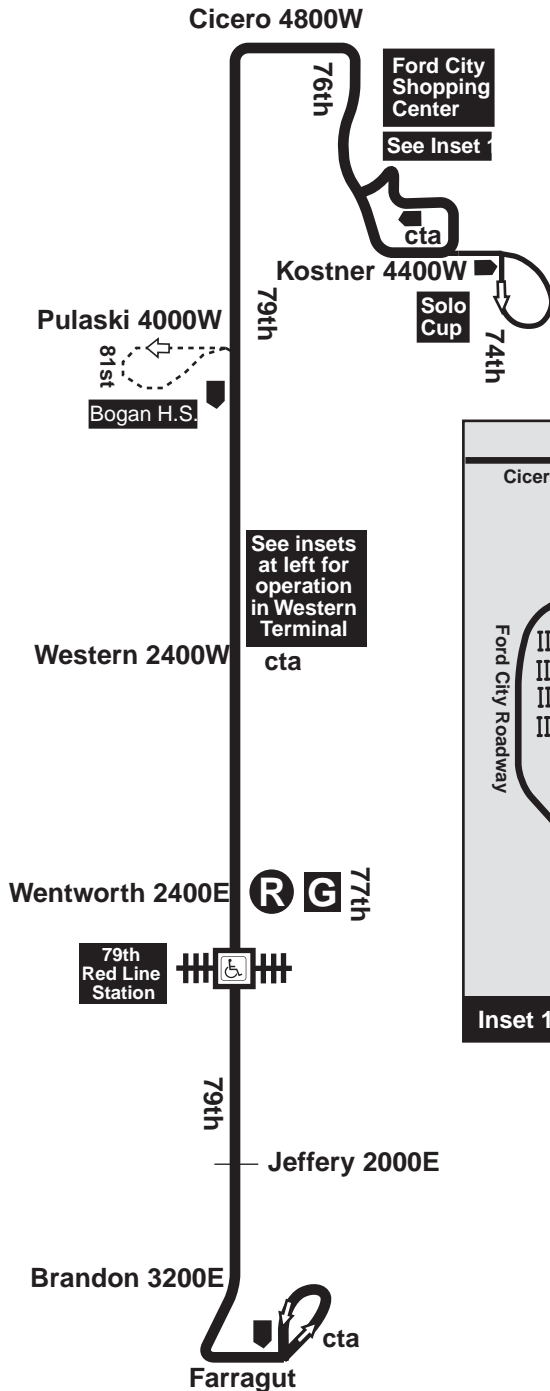 Cicero 4800W
76th
Ford City
Shopping
Center
See Inset 1
cta
Kostner 4400W
Solo
Cup
74th
79th
Pulaski 4000W
81st
Bogan H.S.
Ford City Roadway
See insets
at left for
operation
in Western
Terminal
Western 2400W
cta
Wentworth 2400E
R
G
77th
79th
Red Line
Station
Inset 1
79th
Jeffery 2000E
Brandon 3200E
cta
Farragut